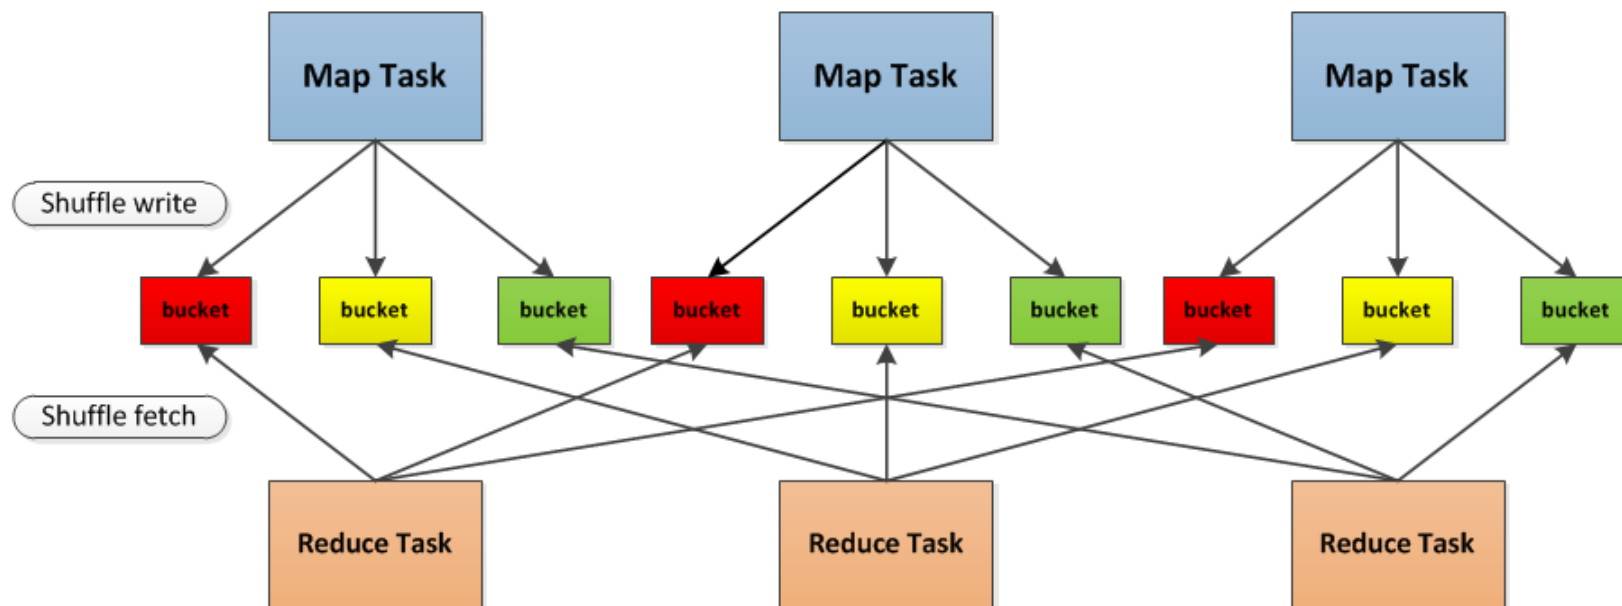 Map Task
Map Task
Map Task
Shuffle write
bucket
bucket
bucket
bucket
bucket
bucket
bucket
bucket
bucket
Shuffle fetch
Reduce Task
Reduce Task
Reduce Task